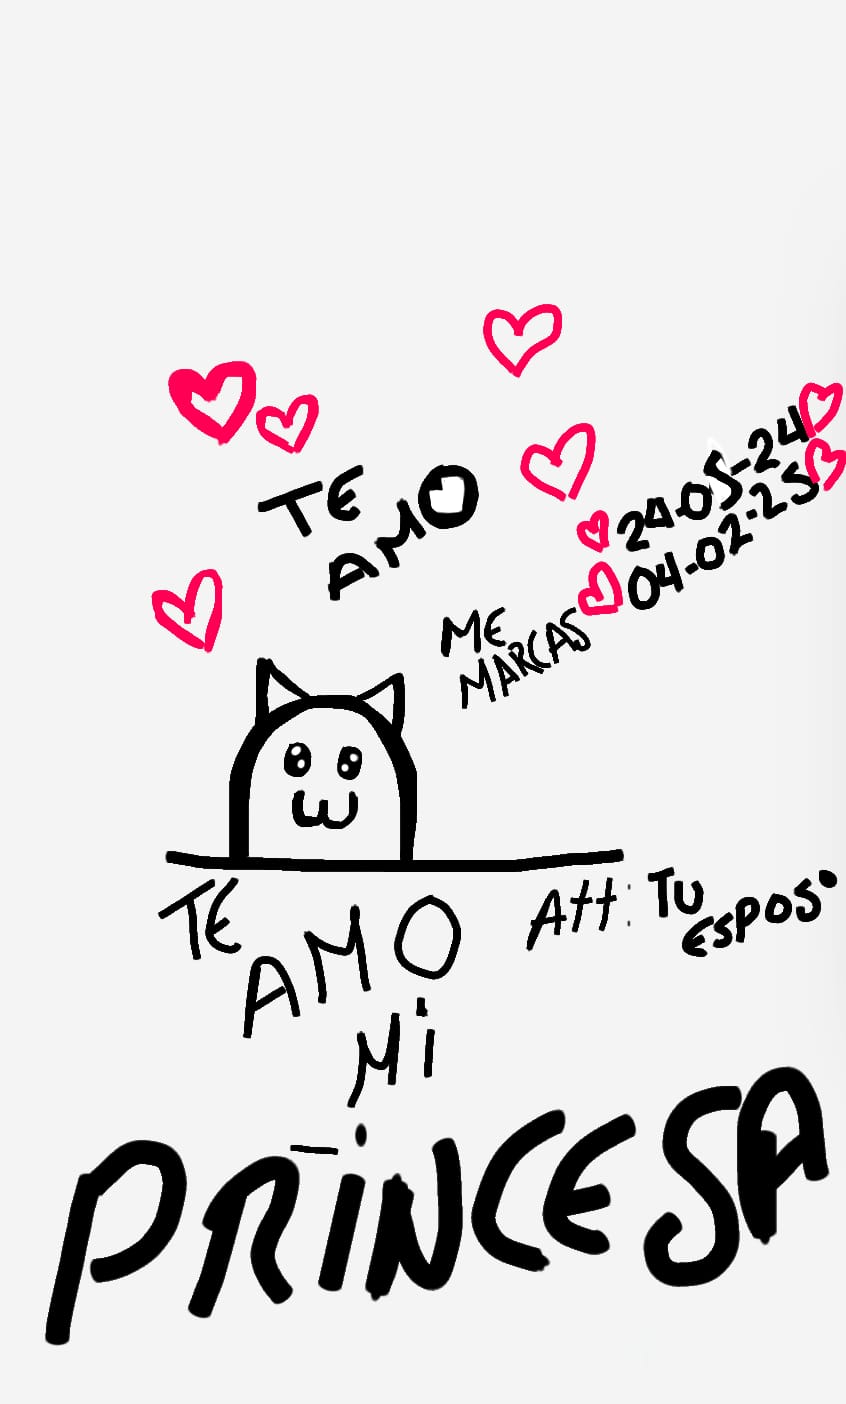 TE
AMO
24-05-24
04-02-25
ME
MARCAS
TE
AMO
Mi
PRiNCESA
Att: TU
ESPOSO